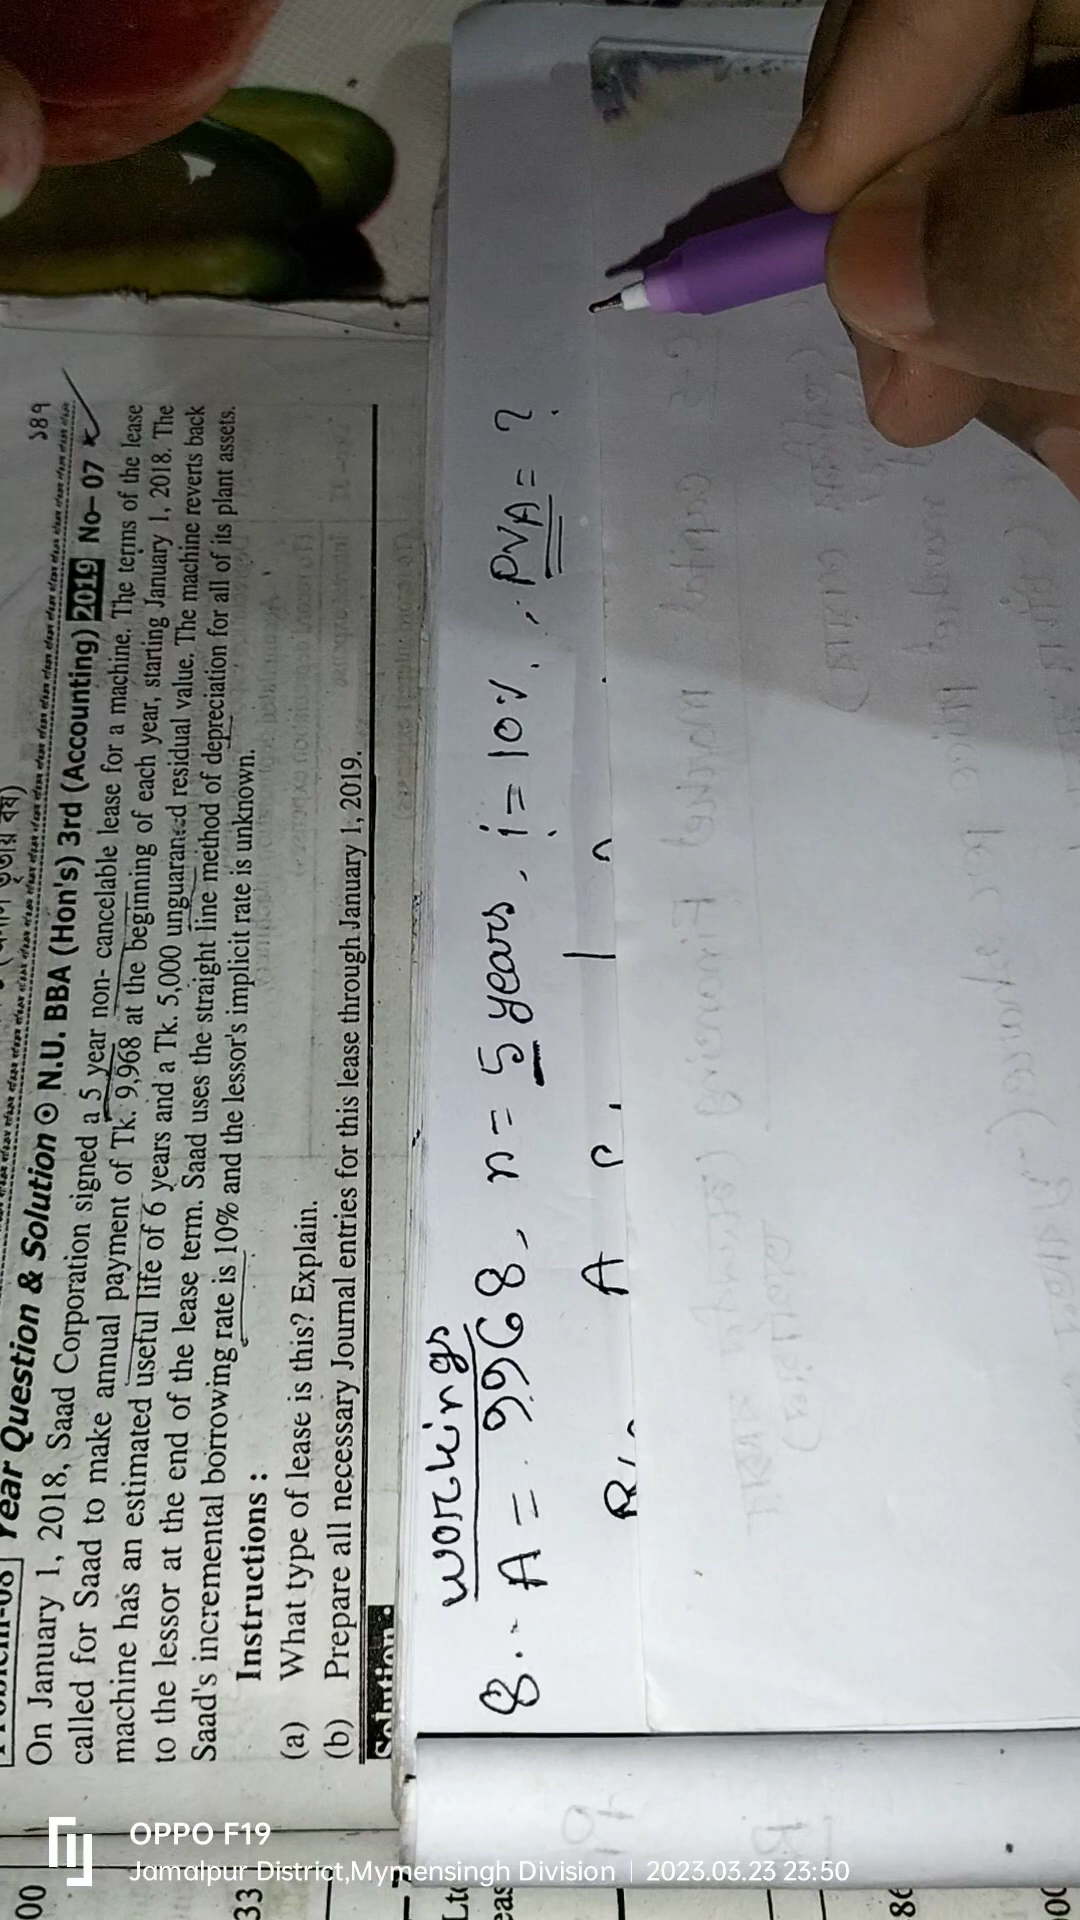 Year Question & Solution ⊙ N.U. BBA (Hon's) 3rd (Accounting) 2019 No– 07
589
On January 1, 2018, Saad Corporation signed a 5 year non- cancelable lease for a machine. The terms of the lease
called for Saad to make annual payment of Tk. 9,968 at the beginning of each year, starting January 1, 2018. The
machine has an estimated useful life of 6 years and a Tk. 5,000 unguaranteed residual value. The machine reverts back
to the lessor at the end of the lease term. Saad uses the straight line method of depreciation for all of its plant assets.
Saad's incremental borrowing rate is 10% and the lessor's implicit rate is unknown.
Instructions :
(a) What type of lease is this? Explain.
(b) Prepare all necessary Journal entries for this lease through January 1, 2019.
Solution :
workings
8. A = 9968, n = 5 years, i = 10%, PVA = ?
OPPO F19
Jamalpur District,Mymensingh Division | 2023.03.23 23:50
00
33
86